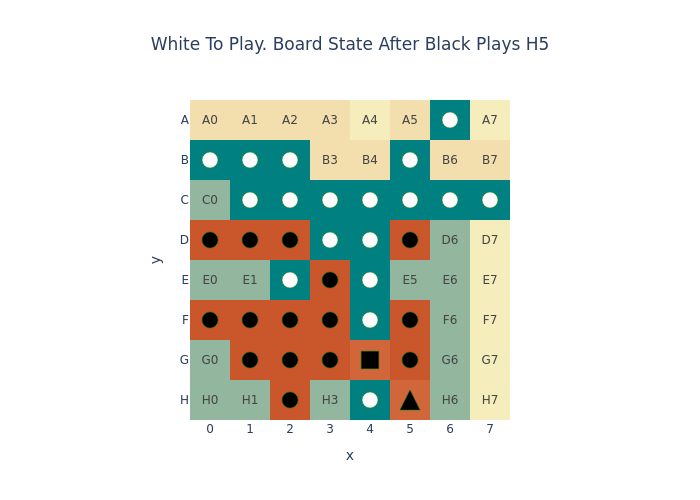 White To Play. Board State After Black Plays H5
A A0 A1 A2 A3 A4 A5 A7
B B3 B4 B6 B7
C C0
D D6 D7
E E0 E1 E5 E6 E7
F F6 F7
G G0 G6 G7
H H0 H1 H3 H6 H7
0 1 2 3 4 5 6 7
x
y